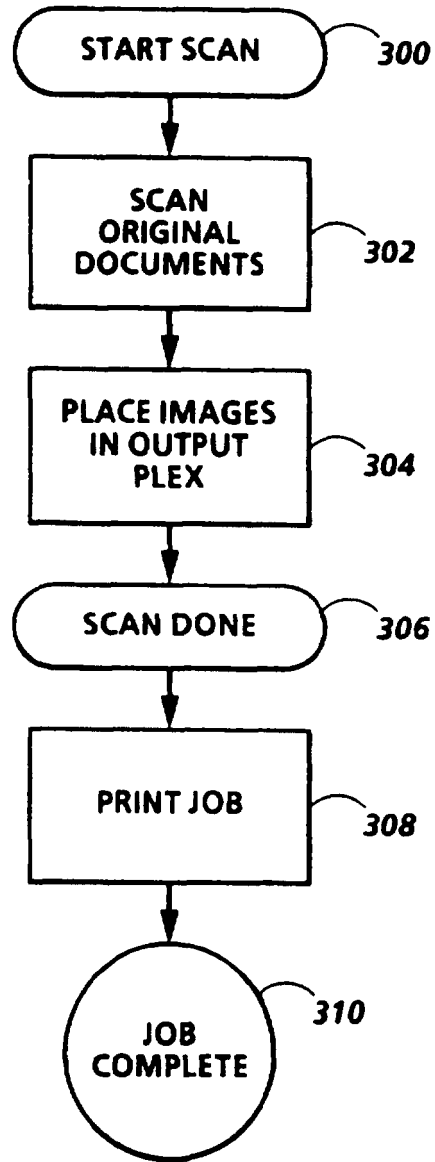 START SCAN
300
SCAN
ORIGINAL
DOCUMENTS
302
PLACE IMAGES
IN OUTPUT
PLEX
304
SCAN DONE
306
PRINT JOB
308
JOB
COMPLETE
310